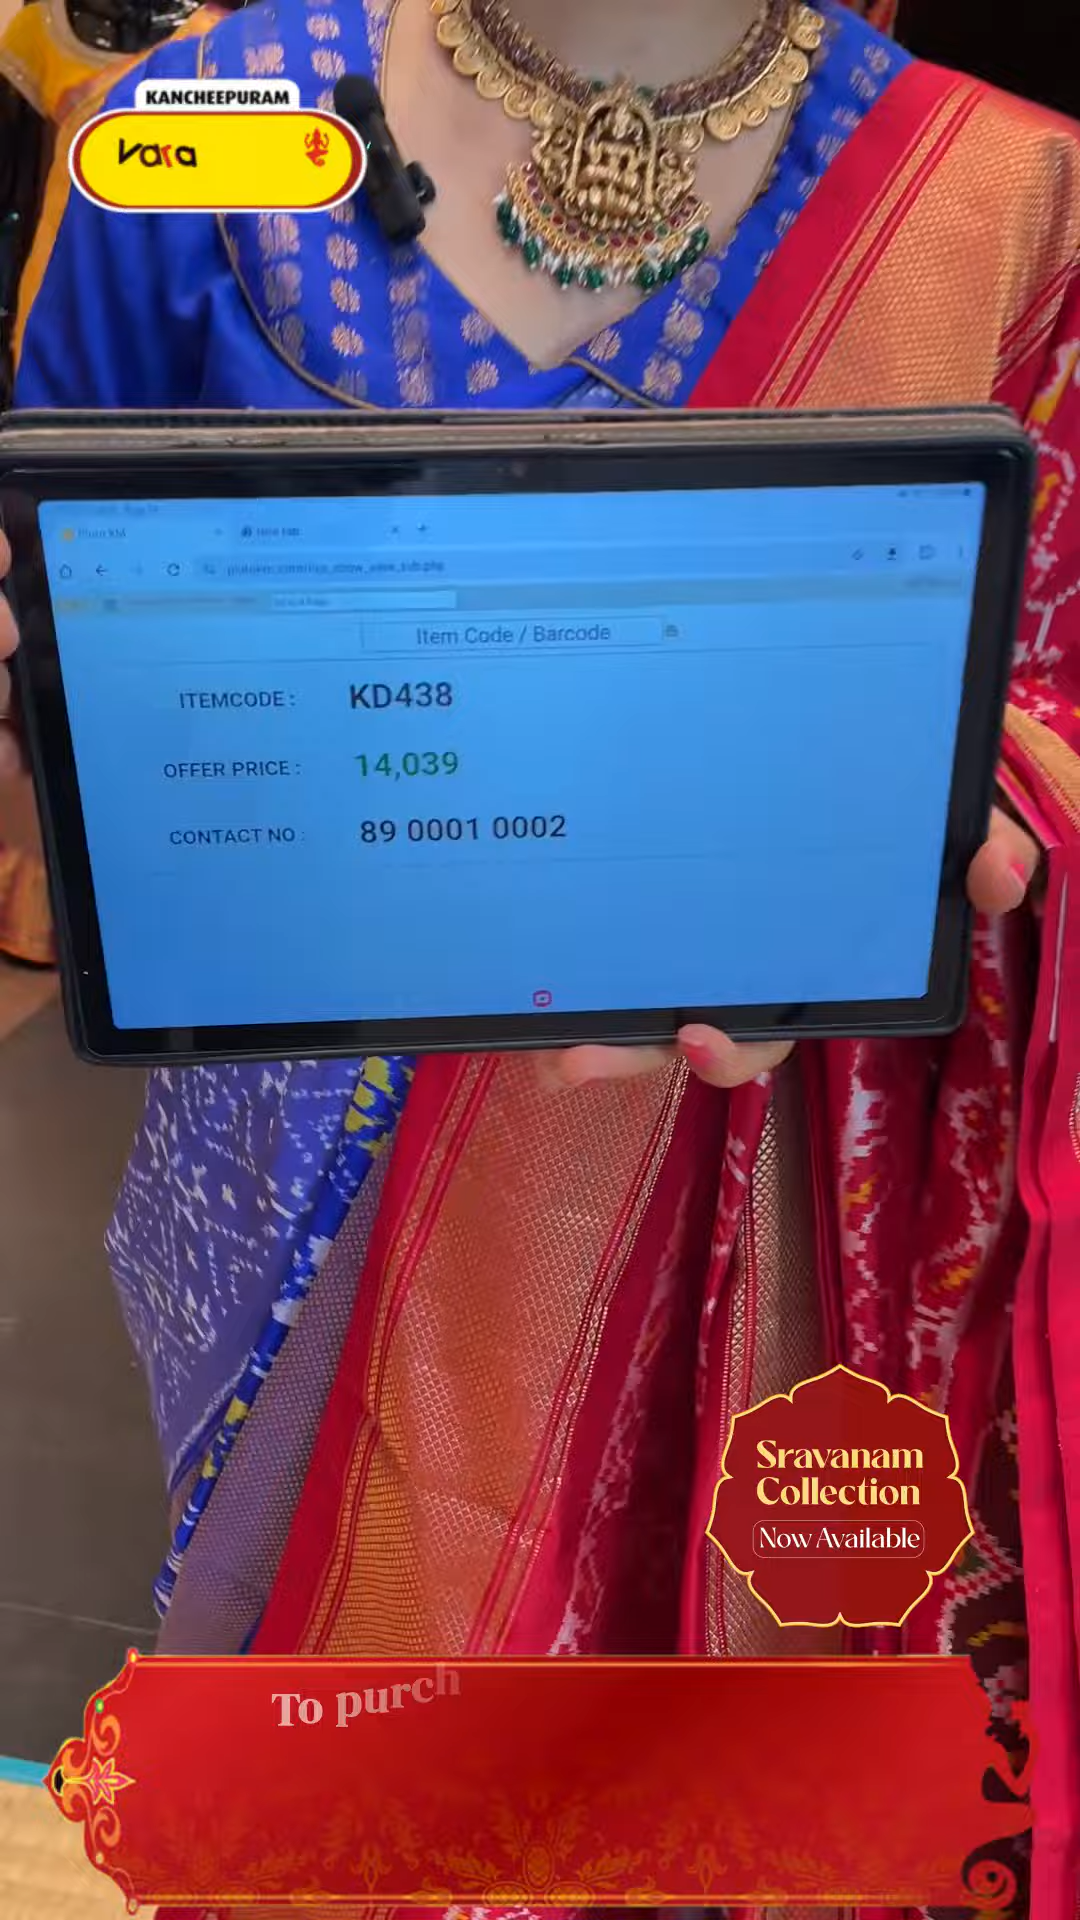 KANCHEEPURAM
vara
Item Code / Barcode
ITEMCODE : KD438
OFFER PRICE : 14,039
CONTACT NO : 89 0001 0002
Sravanam
Collection
Now Available
To purch